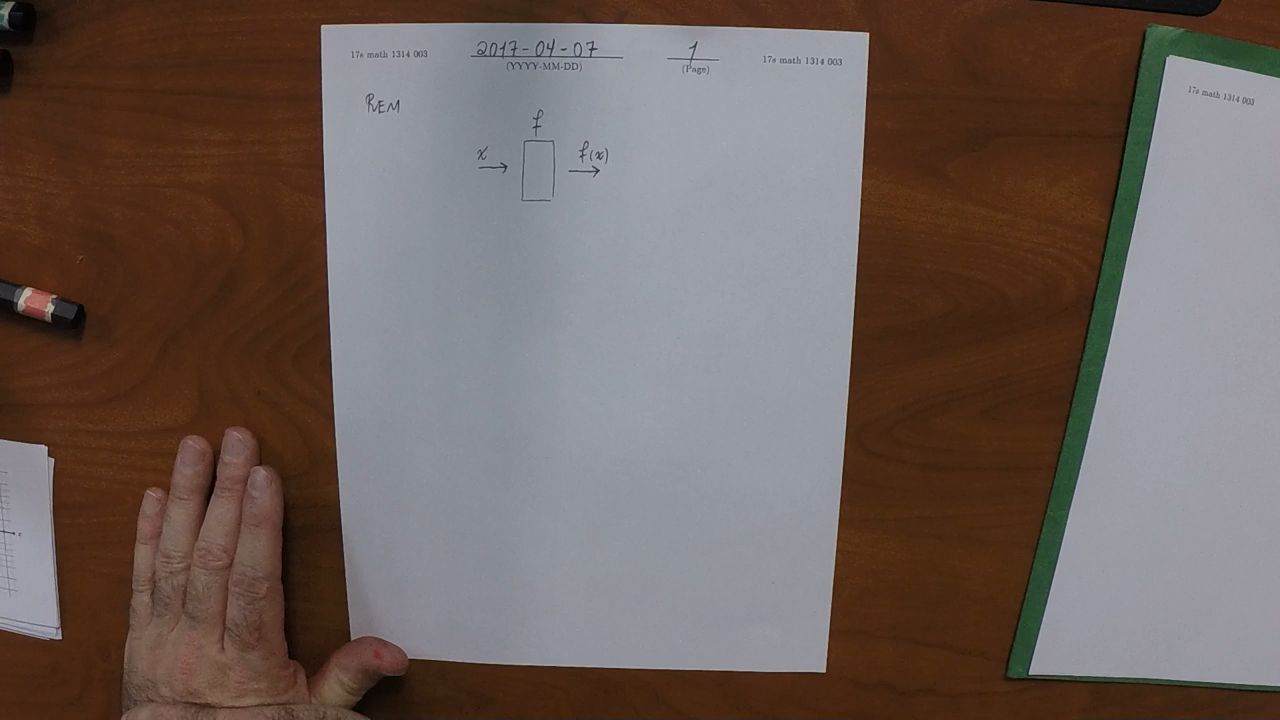 17s math 1314 003 2017-04-07 1 17s math 1314 003
(YYYY-MM-DD) (Page)
REM
f
x f(x)
17s math 1314 003
x